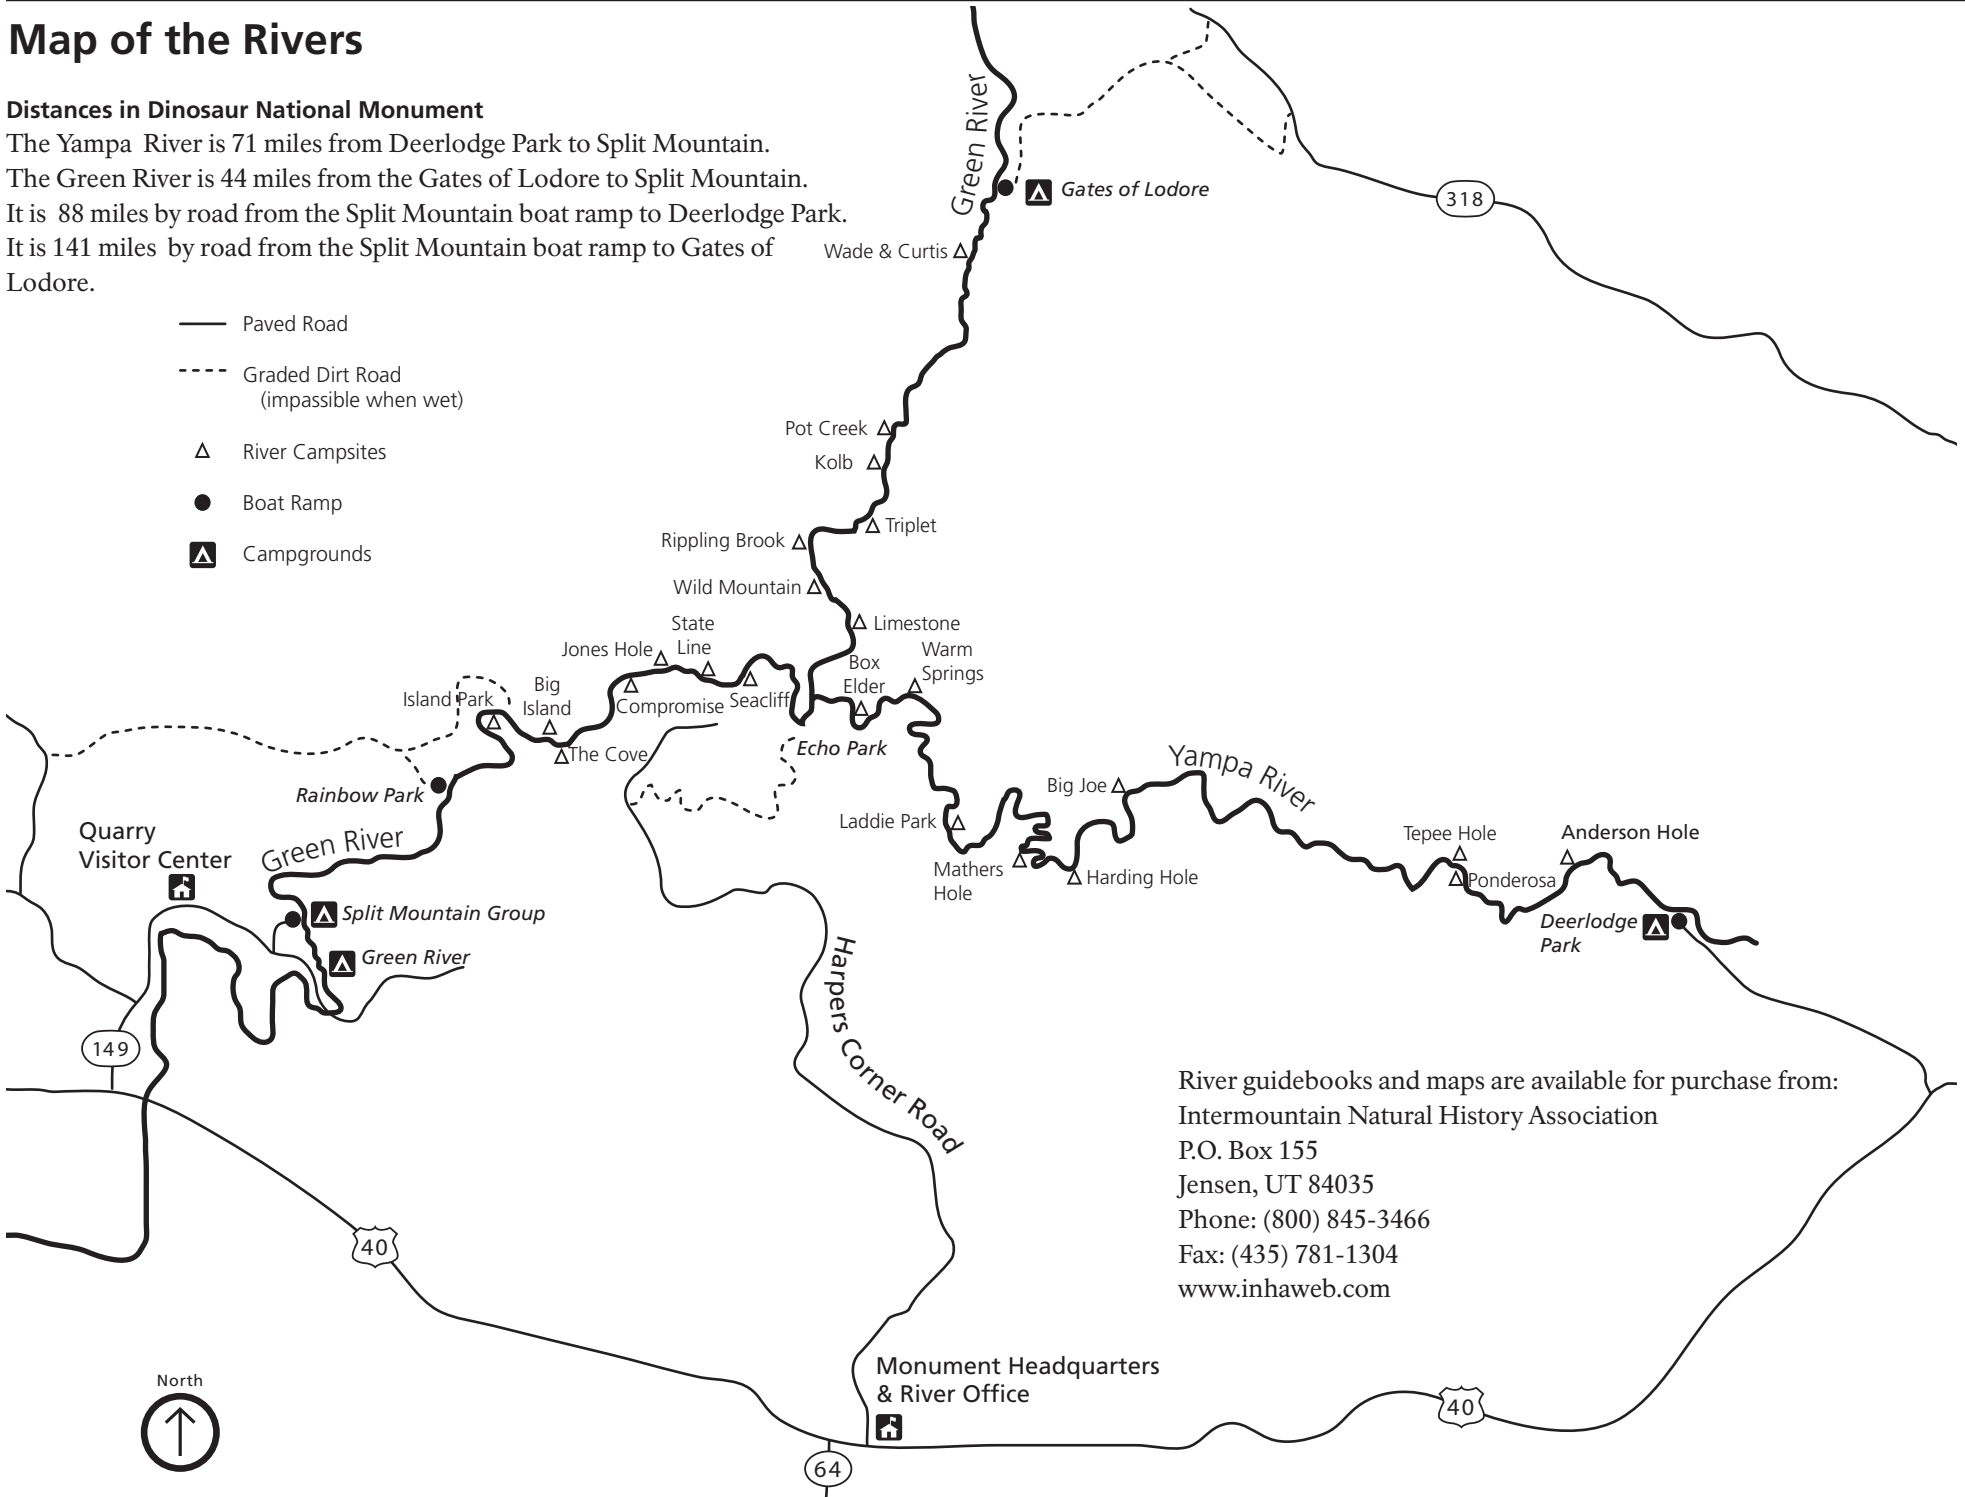 Map of the Rivers
Distances in Dinosaur National Monument
The Yampa River is 71 miles from Deerlodge Park to Split Mountain.
The Green River is 44 miles from the Gates of Lodore to Split Mountain.
It is 88 miles by road from the Split Mountain boat ramp to Deerlodge Park.
It is 141 miles by road from the Split Mountain boat ramp to Gates of
Lodore.
Paved Road
Graded Dirt Road
(impassible when wet)
River Campsites
Boat Ramp
Campgrounds
Green River
Gates of Lodore
318
Wade & Curtis
Pot Creek
Kolb
Triplet
Rippling Brook
Wild Mountain
Limestone
State
Line
Jones Hole
Warm
Springs
Box
Elder
Big
Island
Island Park
Compromise
Seacliff
The Cove
Echo Park
Rainbow Park
Yampa River
Big Joe
Laddie Park
Mathers
Hole
Harding Hole
Tepee Hole
Anderson Hole
Ponderosa
Deerlodge
Park
Quarry
Visitor Center
Green River
Split Mountain Group
Green River
149
Harpers Corner Road
River guidebooks and maps are available for purchase from:
Intermountain Natural History Association
P.O. Box 155
Jensen, UT 84035
Phone: (800) 845-3466
Fax: (435) 781-1304
www.inhaweb.com
40
Monument Headquarters
& River Office
40
North
64